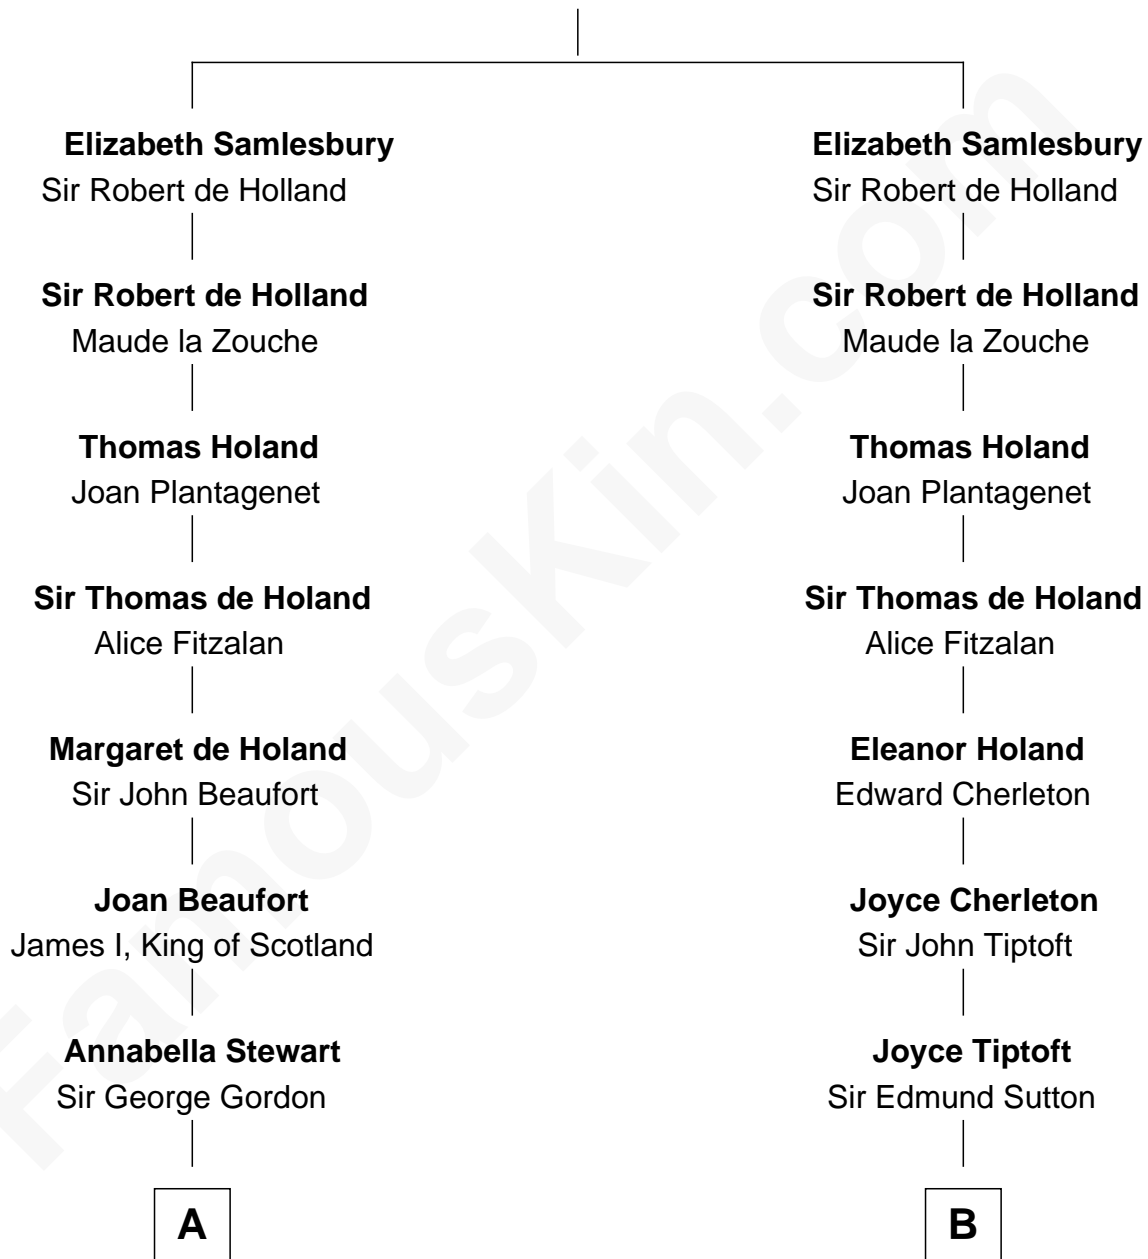 Elizabeth Samlesbury
Sir Robert de Holland
Sir Robert de Holland
Maude la Zouche
Thomas Holand
Joan Plantagenet
Sir Thomas de Holand
Alice Fitzalan
Margaret de Holand
Sir John Beaufort
Joan Beaufort
James I, King of Scotland
Annabella Stewart
Sir George Gordon
A
Elizabeth Samlesbury
Sir Robert de Holland
Sir Robert de Holland
Maude la Zouche
Thomas Holand
Joan Plantagenet
Sir Thomas de Holand
Alice Fitzalan
Eleanor Holand
Edward Cherleton
Joyce Cherleton
Sir John Tiptoft
Joyce Tiptoft
Sir Edmund Sutton
B
FamousKin.com